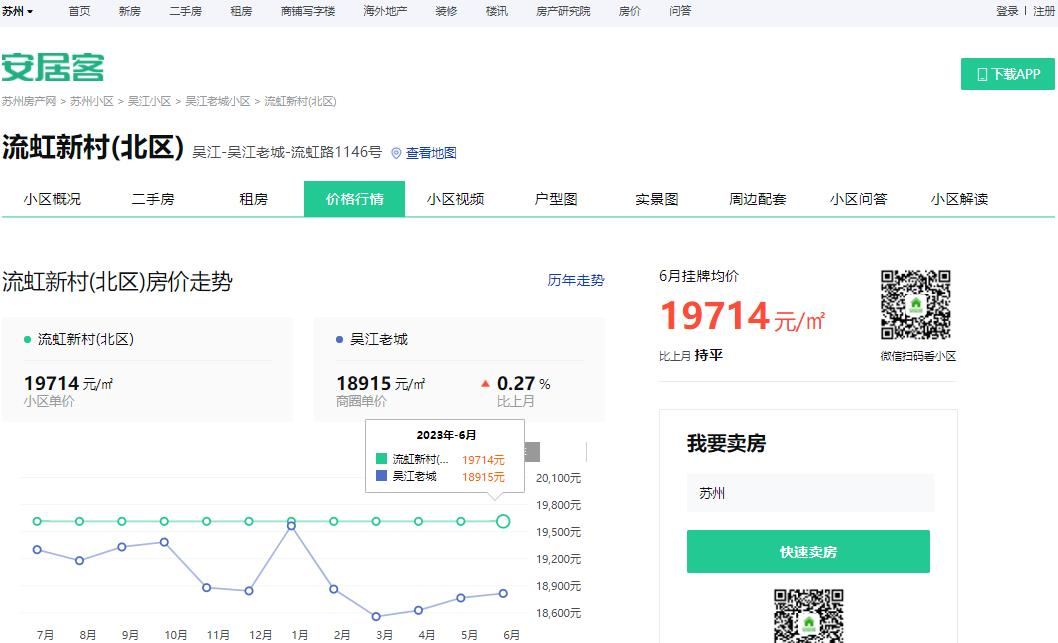 苏州 首页 新房 二手房 租房 商铺写字楼 海外地产 装修 楼讯 房产研究院 房价 问答 登录 | 注册
安居客
下载APP
苏州房产网 > 苏州小区 > 吴江小区 > 吴江老城小区 > 流虹新村(北区)
流虹新村(北区) 吴江-吴江老城-流虹路1146号 查看地图
小区概况 二手房 租房 价格行情 小区视频 户型图 实景图 周边配套 小区问答 小区解读
流虹新村(北区)房价走势 历年走势
流虹新村(北区)
19714 元/㎡
小区单价
吴江老城
18915 元/㎡ 0.27 %
商圈单价 比上月
2023年-6月
流虹新村(... 19714元
吴江老城 18915元
20,100元
19,800元
19,500元
19,200元
18,900元
18,600元
7月 8月 9月 10月 11月 12月 1月 2月 3月 4月 5月 6月
6月挂牌均价
19714 元/㎡
比上月 持平
微信扫码看小区
我要卖房
苏州
快速卖房